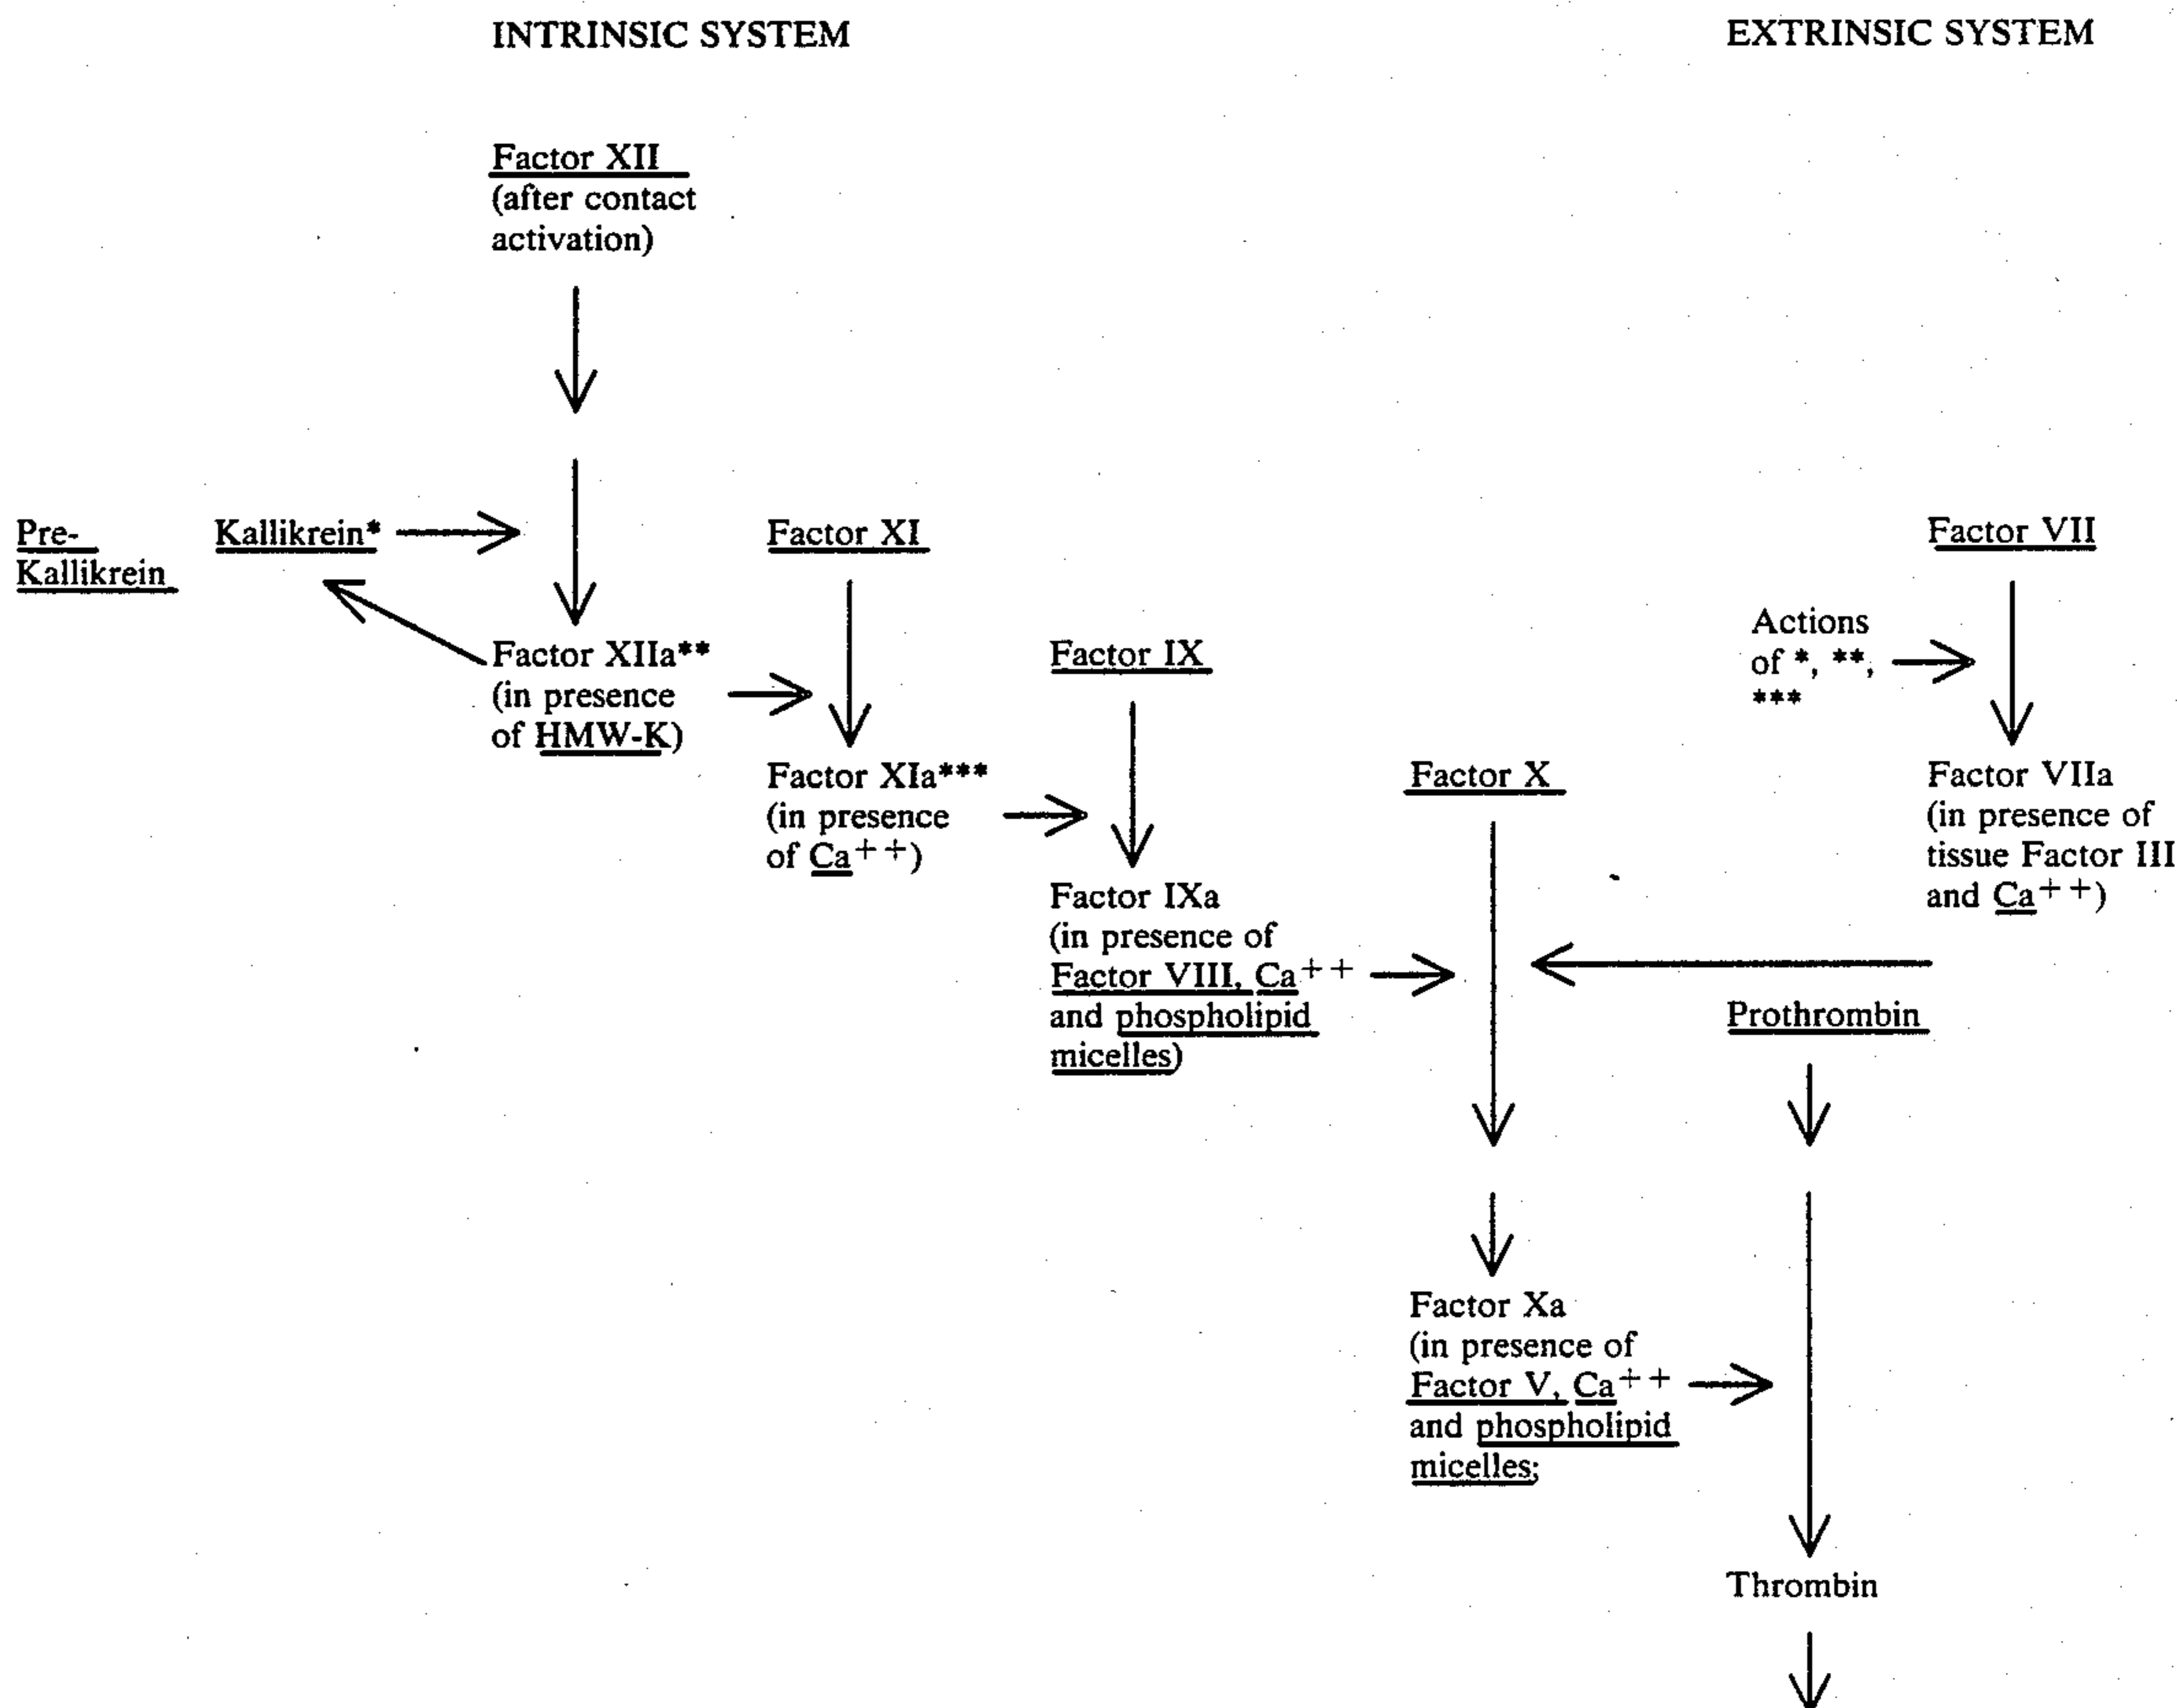 INTRINSIC SYSTEM
EXTRINSIC SYSTEM
Factor XII
(after contact
activation)
Pre-
Kallikrein
Kallikrein*
Factor XIIa**
(in presence
of HMW-K)
Factor XI
Factor XIa***
(in presence
of Ca++)
Factor IX
Factor IXa
(in presence of
Factor VIII, Ca++
and phospholipid
micelles)
Factor X
Factor VII
Actions
of *, **,
***
Factor VIIa
(in presence of
tissue Factor III
and Ca++)
Prothrombin
Factor Xa
(in presence of
Factor V, Ca++
and phospholipid
micelles;
Thrombin